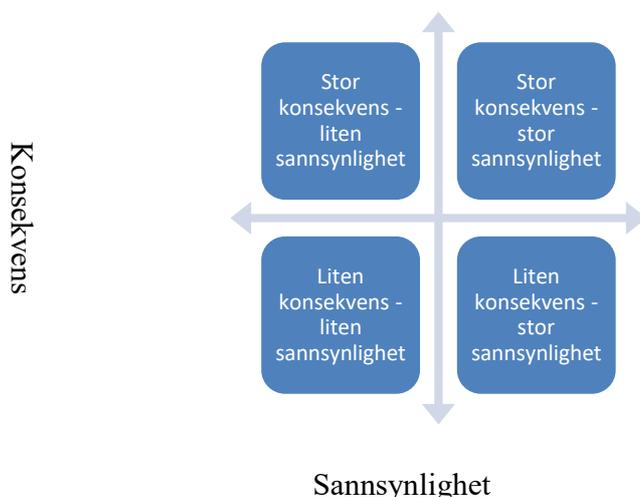 Konsekvens
Stor
konsekvens -
liten
sannsynlighet
Stor
konsekvens -
stor
sannsynlighet
Liten
konsekvens -
liten
sannsynlighet
Liten
konsekvens -
stor
sannsynlighet
Sannsynlighet